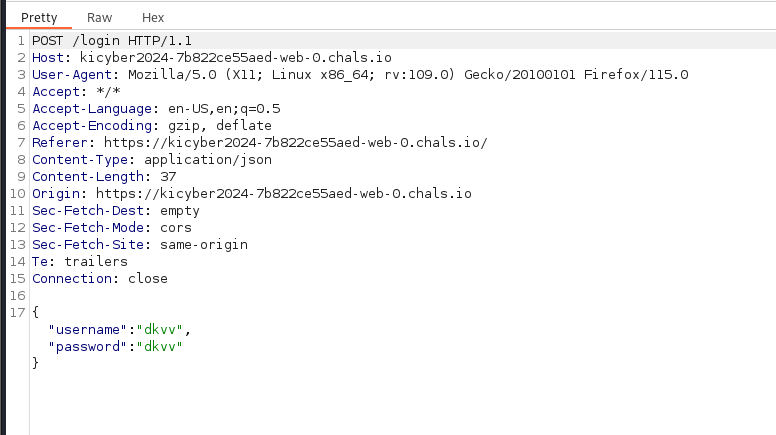 Pretty Raw Hex
1 POST /login HTTP/1.1
2 Host: kicyber2024-7b822ce55aed-web-0.chals.io
3 User-Agent: Mozilla/5.0 (X11; Linux x86_64; rv:109.0) Gecko/20100101 Firefox/115.0
4 Accept: */*
5 Accept-Language: en-US,en;q=0.5
6 Accept-Encoding: gzip, deflate
7 Referer: https://kicyber2024-7b822ce55aed-web-0.chals.io/
8 Content-Type: application/json
9 Content-Length: 37
10 Origin: https://kicyber2024-7b822ce55aed-web-0.chals.io
11 Sec-Fetch-Dest: empty
12 Sec-Fetch-Mode: cors
13 Sec-Fetch-Site: same-origin
14 Te: trailers
15 Connection: close
16
17 {
"username":"dkvv",
"password":"dkvv"
}